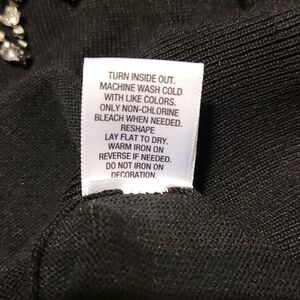 TURN INSIDE OUT.
MACHINE WASH COLD
WITH LIKE COLORS.
ONLY NON-CHLORINE
BLEACH WHEN NEEDED.
RESHAPE
LAY FLAT TO DRY.
WARM IRON ON
REVERSE IF NEEDED.
DO NOT IRON ON
DECORATION.